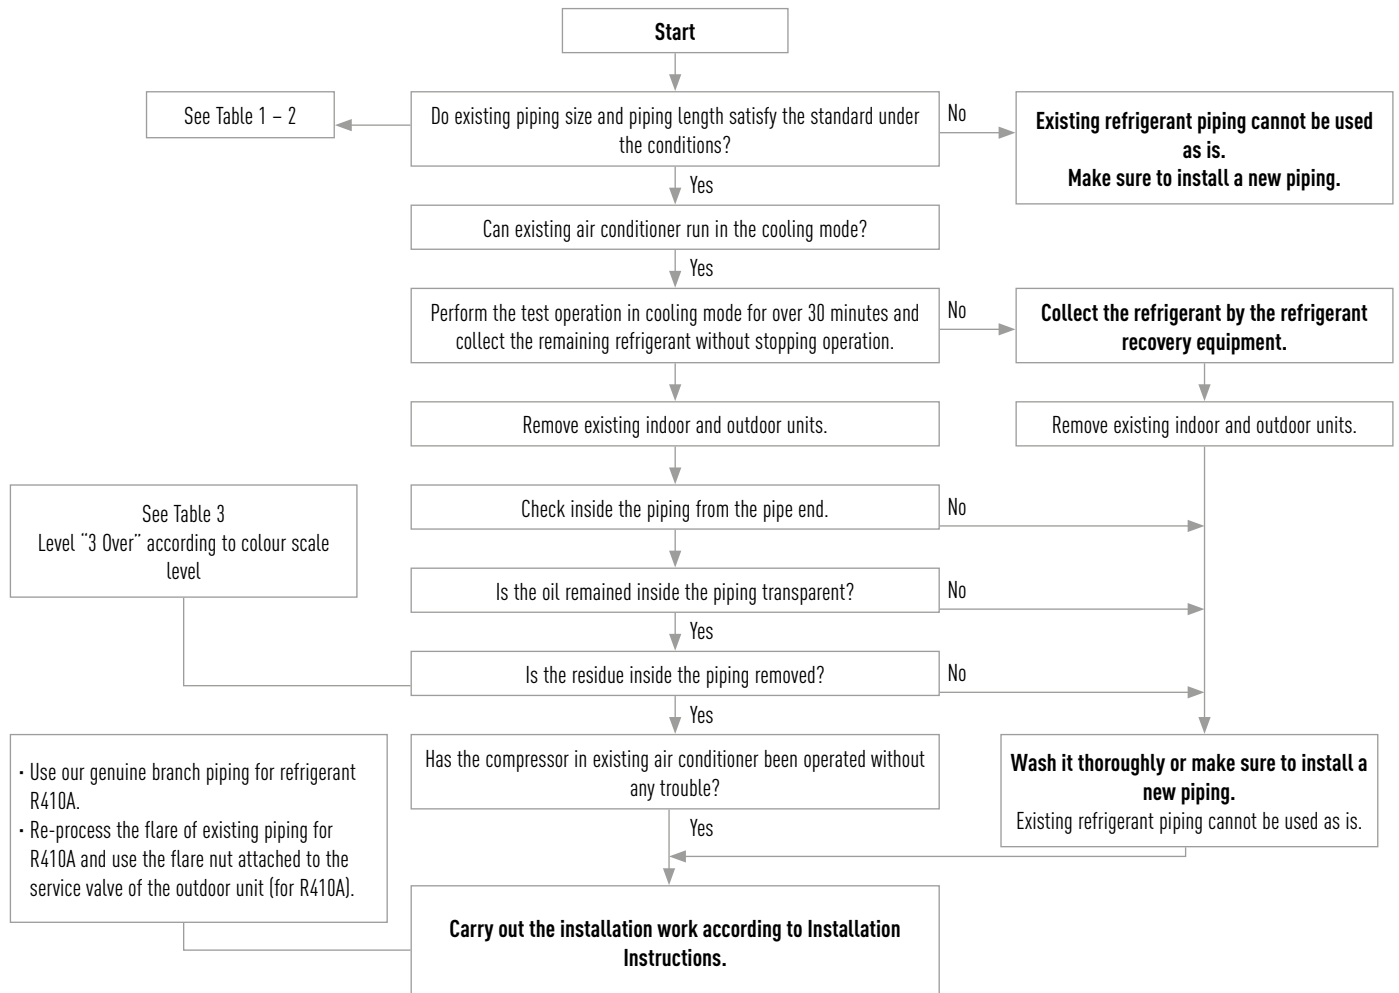 Start
See Table 1 – 2
Do existing piping size and piping length satisfy the standard under
the conditions?
No
Existing refrigerant piping cannot be used
as is.
Make sure to install a new piping.
Yes
Can existing air conditioner run in the cooling mode?
Yes
Perform the test operation in cooling mode for over 30 minutes and
collect the remaining refrigerant without stopping operation.
No
Collect the refrigerant by the refrigerant
recovery equipment.
Remove existing indoor and outdoor units.
Remove existing indoor and outdoor units.
See Table 3
Level "3 Over" according to colour scale
level
Check inside the piping from the pipe end.
No
Is the oil remained inside the piping transparent?
No
Yes
Is the residue inside the piping removed?
No
Yes
· Use our genuine branch piping for refrigerant
R410A.
· Re-process the flare of existing piping for
R410A and use the flare nut attached to the
service valve of the outdoor unit (for R410A).
Has the compressor in existing air conditioner been operated without
any trouble?
Yes
Wash it thoroughly or make sure to install a
new piping.
Existing refrigerant piping cannot be used as is.
Carry out the installation work according to Installation
Instructions.